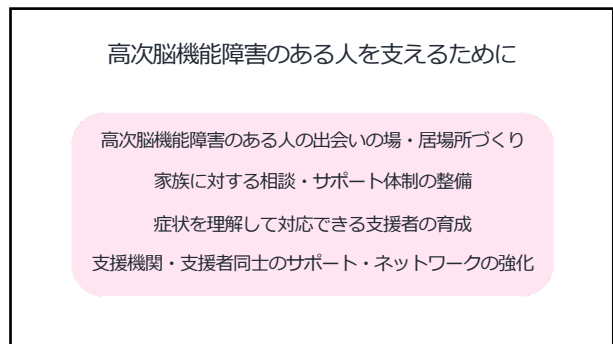 高次脳機能障害のある人を支えるために
高次脳機能障害のある人の出会いの場・居場所づくり
家族に対する相談・サポート体制の整備
症状を理解して対応できる支援者の育成
支援機関・支援者同士のサポート・ネットワークの強化